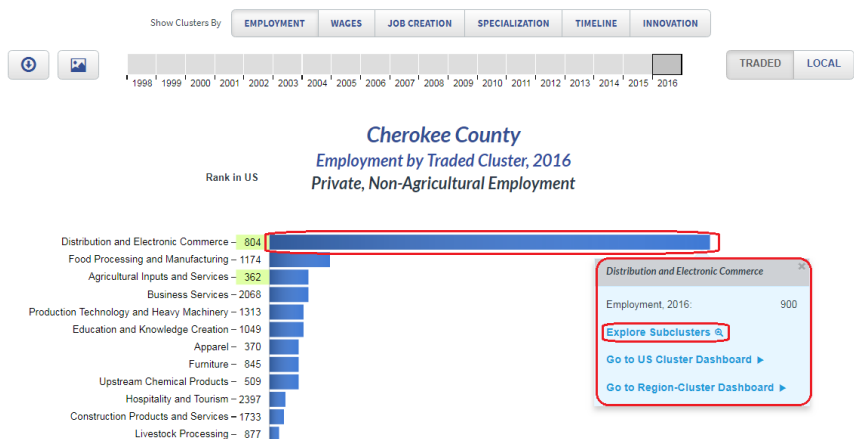 Show Clusters By EMPLOYMENT WAGES JOB CREATION SPECIALIZATION TIMELINE INNOVATION
TRADED LOCAL
1998 1999 2000 2001 2002 2003 2004 2005 2006 2007 2008 2009 2010 2011 2012 2013 2014 2015 2016
Cherokee County
Employment by Traded Cluster, 2016
Rank in US
Private, Non-Agricultural Employment
Distribution and Electronic Commerce – 804
Food Processing and Manufacturing – 1174
Agricultural Inputs and Services – 362
Business Services – 2068
Production Technology and Heavy Machinery – 1313
Education and Knowledge Creation – 1049
Apparel – 370
Furniture – 845
Upstream Chemical Products – 509
Hospitality and Tourism – 2397
Construction Products and Services – 1733
Livestock Processing – 877
Distribution and Electronic Commerce ×
Employment, 2016: 900
Explore Subclusters
Go to US Cluster Dashboard ▶
Go to Region-Cluster Dashboard ▶